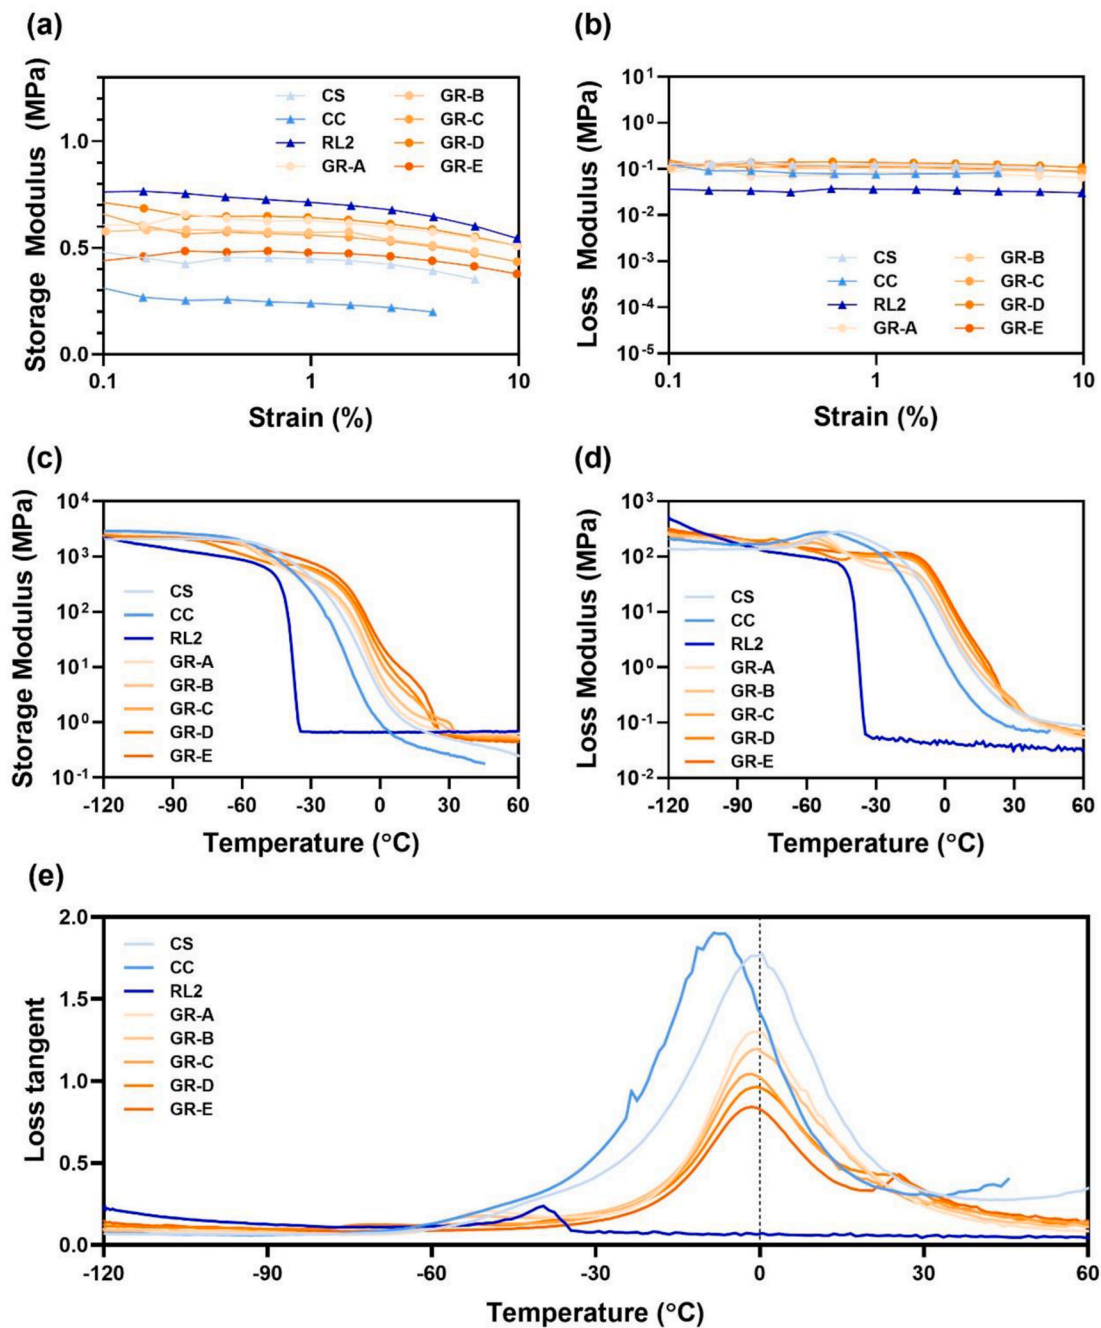 (a)
Storage Modulus (MPa)
1.0
0.5
0.0
CS
CC
RL2
GR-A
GR-B
GR-C
GR-D
GR-E
0.1
1
10
Strain (%)
(b)
Loss Modulus (MPa)
10¹
10⁰
10⁻¹
10⁻²
10⁻³
10⁻⁴
10⁻⁵
CS
CC
RL2
GR-A
GR-B
GR-C
GR-D
GR-E
0.1
1
10
Strain (%)
(c)
Storage Modulus (MPa)
10⁴
10³
10²
10¹
10⁰
10⁻¹
CS
CC
RL2
GR-A
GR-B
GR-C
GR-D
GR-E
-120
-90
-60
-30
0
30
60
Temperature (°C)
(d)
Loss Modulus (MPa)
10³
10²
10¹
10⁰
10⁻¹
10⁻²
CS
CC
RL2
GR-A
GR-B
GR-C
GR-D
GR-E
-120
-90
-60
-30
0
30
60
Temperature (°C)
(e)
Loss tangent
2.0
1.5
1.0
0.5
0.0
CS
CC
RL2
GR-A
GR-B
GR-C
GR-D
GR-E
-120
-90
-60
-30
0
30
60
Temperature (°C)